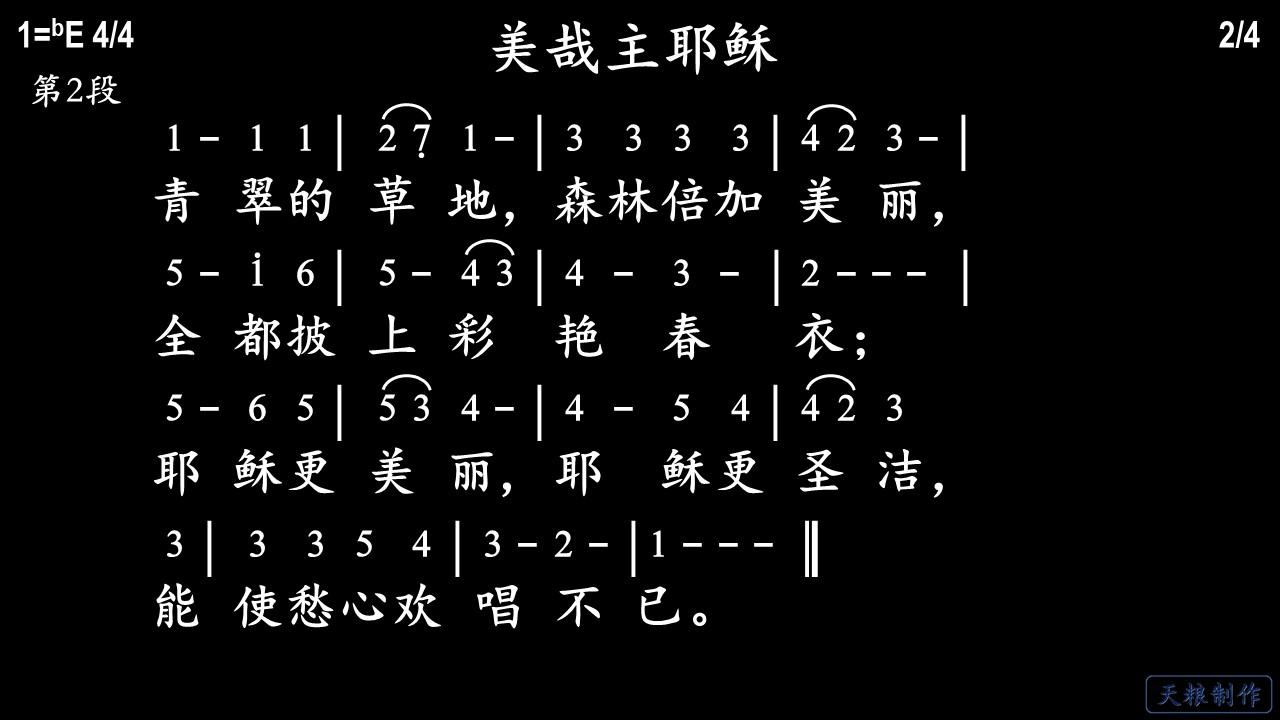 1=ᵇE 4/4
美哉主耶稣
2/4
第2段
1 - 1 1 | 2 7̣ 1 - | 3 3 3 3 | 4 2 3 - |
青 翠的 草 地，森林倍加 美 丽，
5 - i 6 | 5 - 4 3 | 4 - 3 - | 2 - - - |
全 都披 上 彩 艳 春 衣；
5 - 6 5 | 5 3 4 - | 4 - 5 4 | 4 2 3
耶 稣更 美 丽，耶 稣更 圣 洁，
3 | 3 3 5 4 | 3 - 2 - | 1 - - - ‖
能 使愁心欢 唱 不 已。
天粮制作